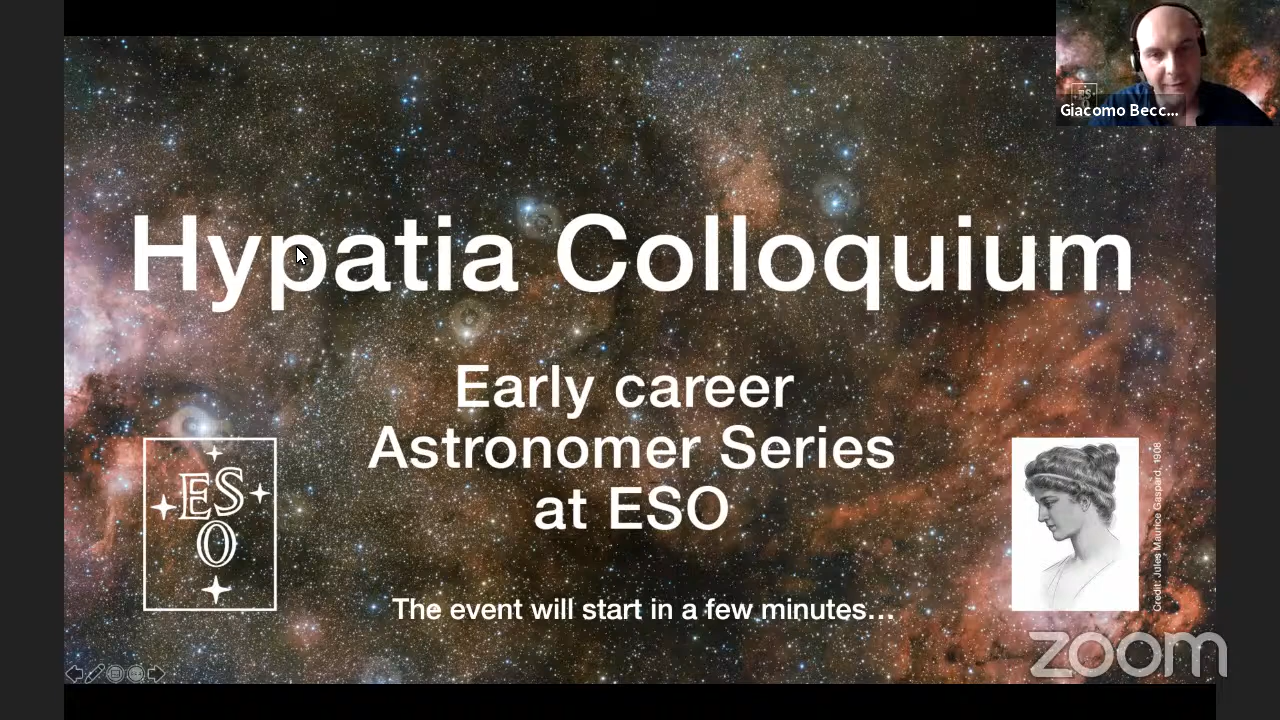 Giacomo Becc...
Hypatia Colloquium
Early career
Astronomer Series
at ESO
ES
O
Credit: Jules Maurice Gaspard, 1908
The event will start in a few minutes...
zoom